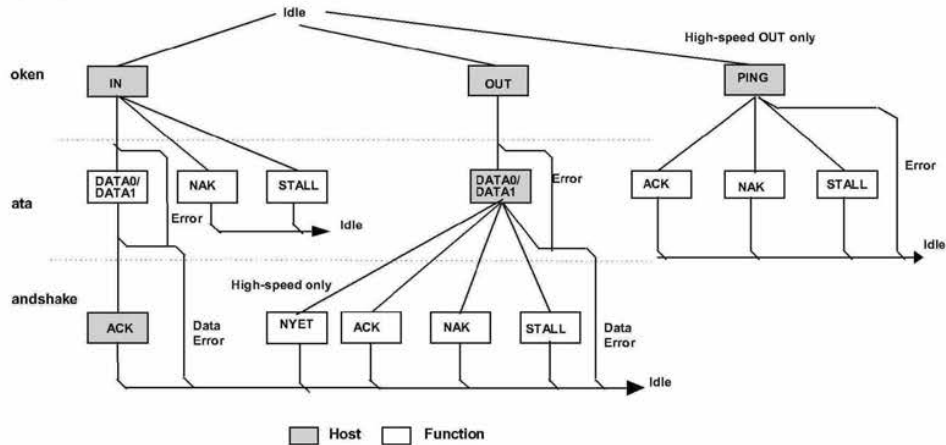 Idle
High-speed OUT only
oken
IN
OUT
PING
DATA0/
DATA1
NAK
STALL
DATA0/
DATA1
Error
ACK
NAK
STALL
Error
ata
Error
Idle
Idle
High-speed only
andshake
ACK
Data
Error
NYET
ACK
NAK
STALL
Data
Error
Idle
Host
Function